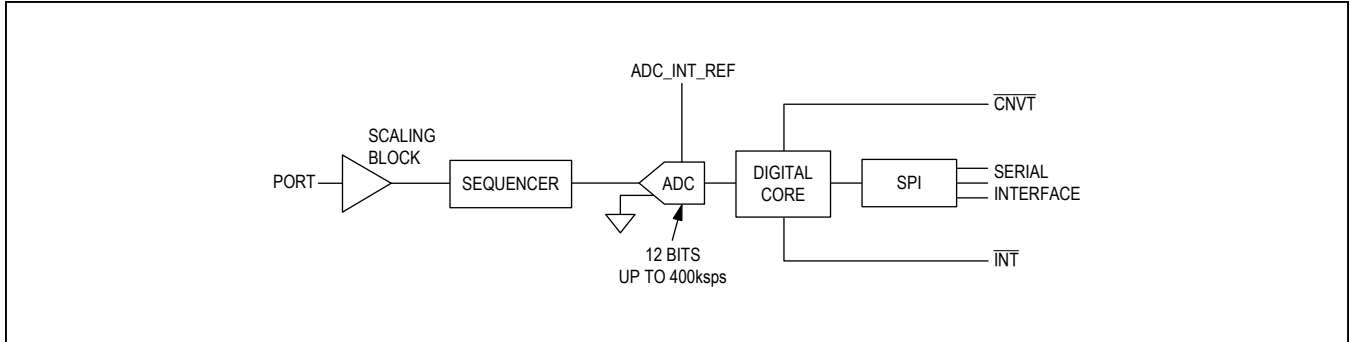 ADC_INT_REF
CNVT
SCALING
BLOCK
PORT
SEQUENCER
ADC
DIGITAL
CORE
SPI
SERIAL
INTERFACE
12 BITS
UP TO 400ksps
INT